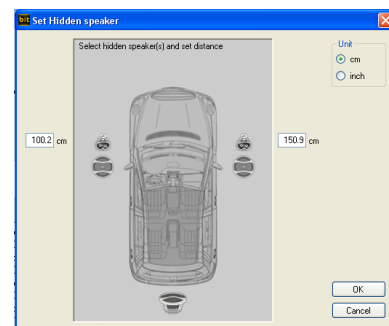 bit Set Hidden speaker
Select hidden speaker(s) and set distance
Unit
cm
inch
100.2 cm
150.9 cm
OK
Cancel